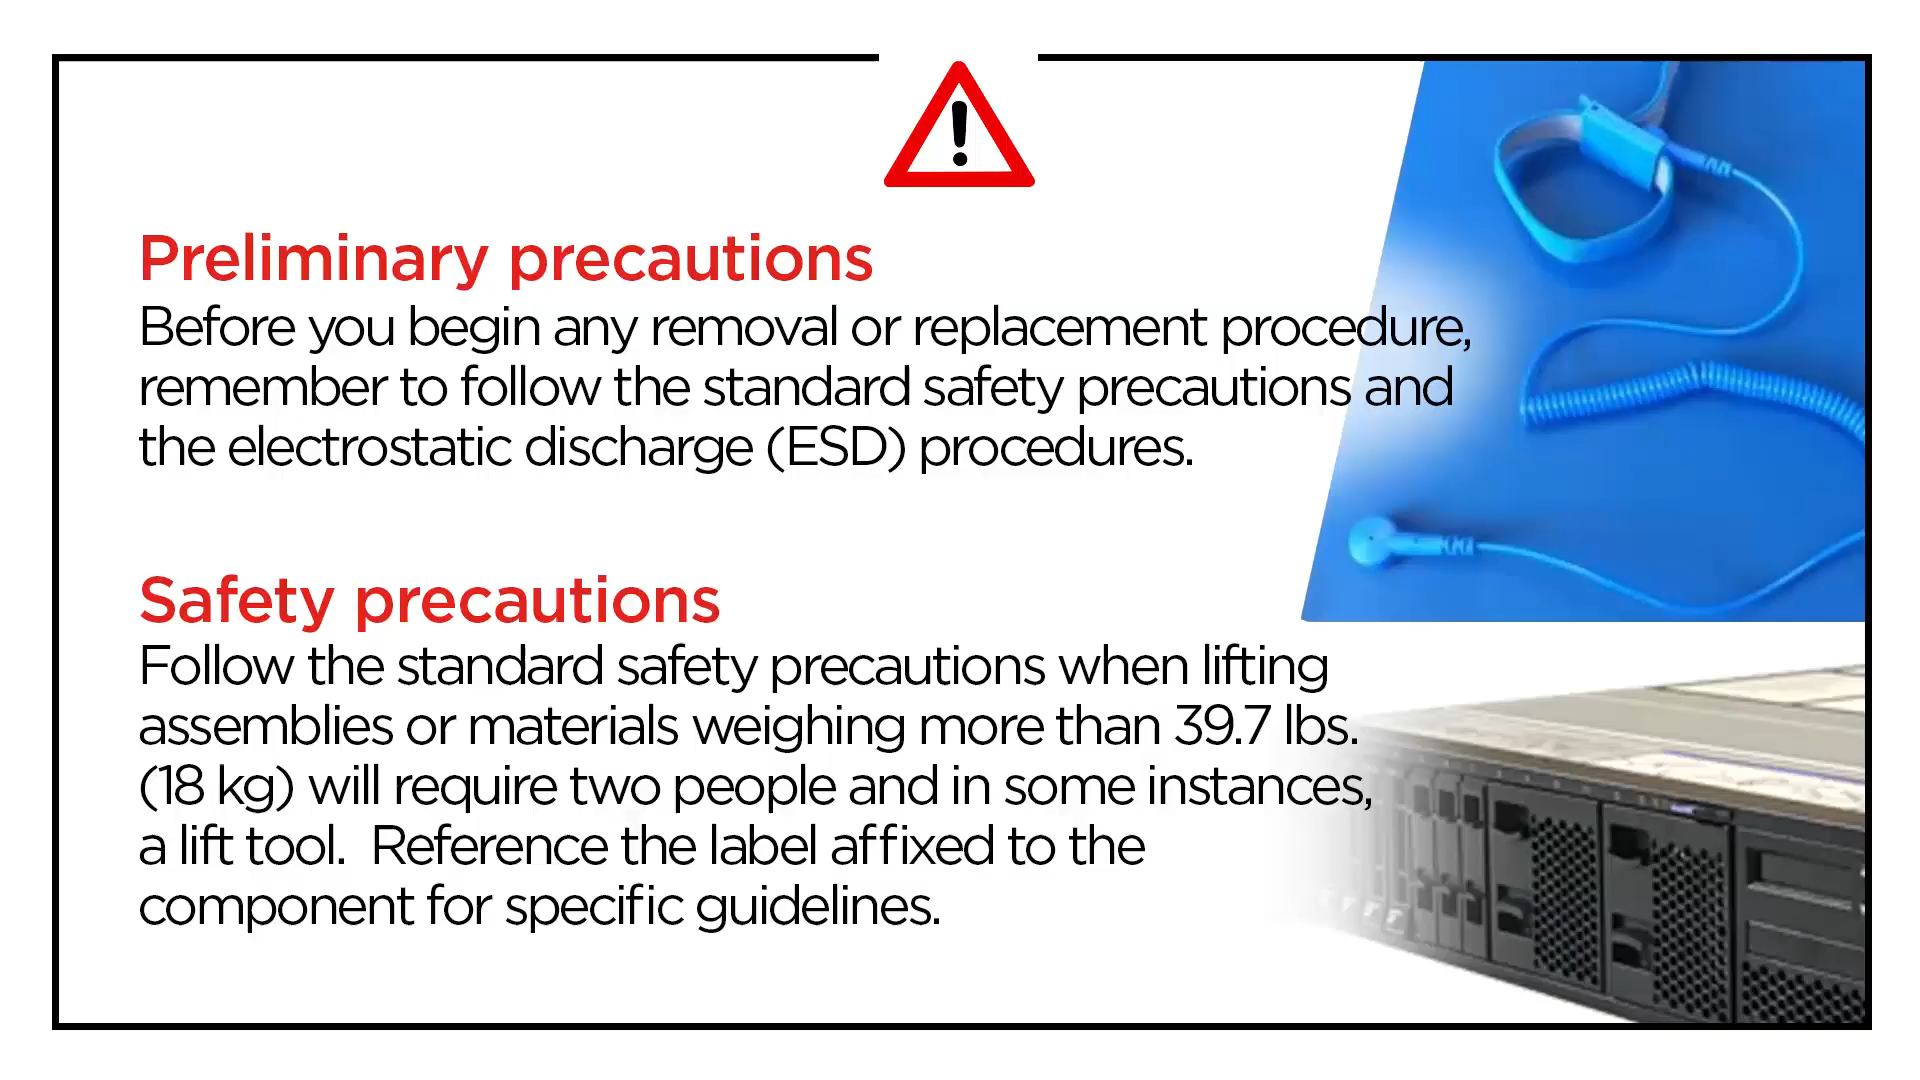 Preliminary precautions
Before you begin any removal or replacement procedure,
remember to follow the standard safety precautions and
the electrostatic discharge (ESD) procedures.
Safety precautions
Follow the standard safety precautions when lifting
assemblies or materials weighing more than 39.7 lbs.
(18 kg) will require two people and in some instances,
a lift tool.  Reference the label affixed to the
component for specific guidelines.